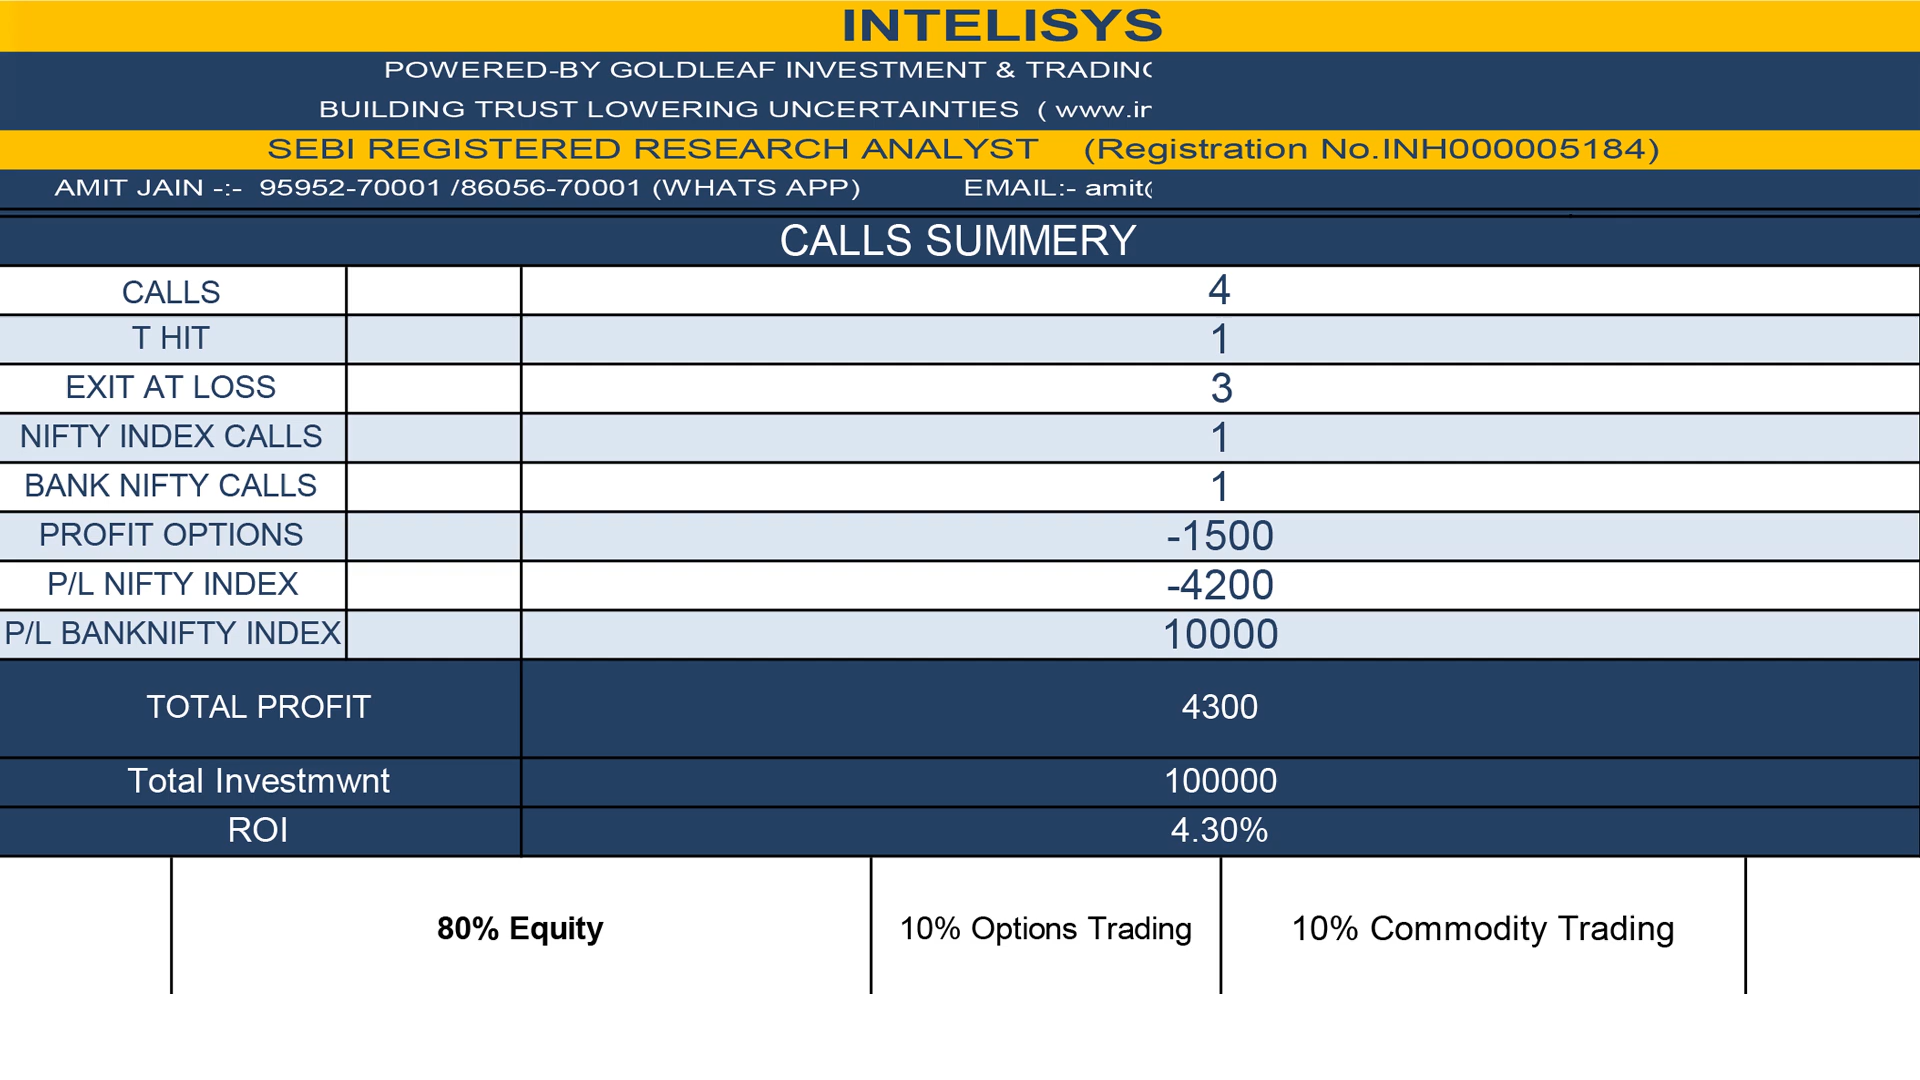 INTELISYS
POWERED-BY GOLDLEAF INVESTMENT & TRADING
BUILDING TRUST LOWERING UNCERTAINTIES ( www.in
SEBI REGISTERED RESEARCH ANALYST (Registration No.INH000005184)
AMIT JAIN -:- 95952-70001 /86056-70001 (WHATS APP) EMAIL:- amit@
CALLS SUMMERY
CALLS 4
T HIT 1
EXIT AT LOSS 3
NIFTY INDEX CALLS 1
BANK NIFTY CALLS 1
PROFIT OPTIONS -1500
P/L NIFTY INDEX -4200
P/L BANKNIFTY INDEX 10000
TOTAL PROFIT 4300
Total Investmwnt 100000
ROI 4.30%
80% Equity 10% Options Trading 10% Commodity Trading